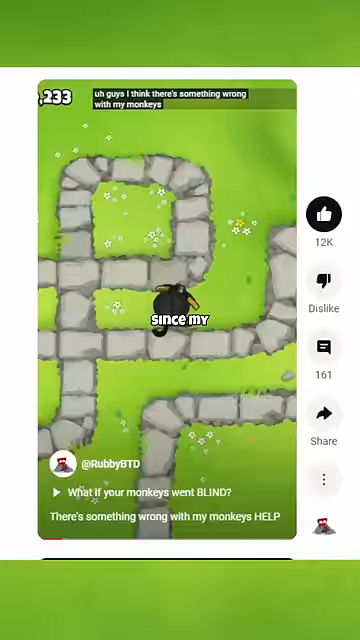 ,233
uh guys I think there's something wrong
with my monkeys
SINCE MY
12K
Dislike
161
Share
@RubbyBTD
What if your monkeys went BLIND?
There's something wrong with my monkeys HELP